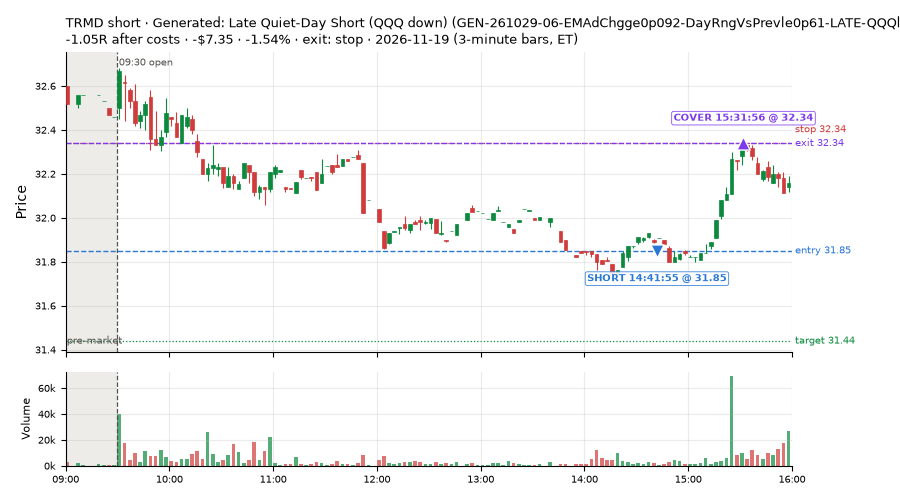 TRMD short · Generated: Late Quiet-Day Short (QQQ down) (GEN-261029-06-EMAdChgge0p092-DayRngVsPrevle0p61-LATE-QQQl
-1.05R after costs · -$7.35 · -1.54% · exit: stop · 2026-11-19 (3-minute bars, ET)
09:30 open
COVER 15:31:56 @ 32.34
stop 32.34
exit 32.34
entry 31.85
SHORT 14:41:55 @ 31.85
pre-market
target 31.44
Price
32.6
32.4
32.2
32.0
31.8
31.6
31.4
Volume
60k
40k
20k
0k
09:00
10:00
11:00
12:00
13:00
14:00
15:00
16:00